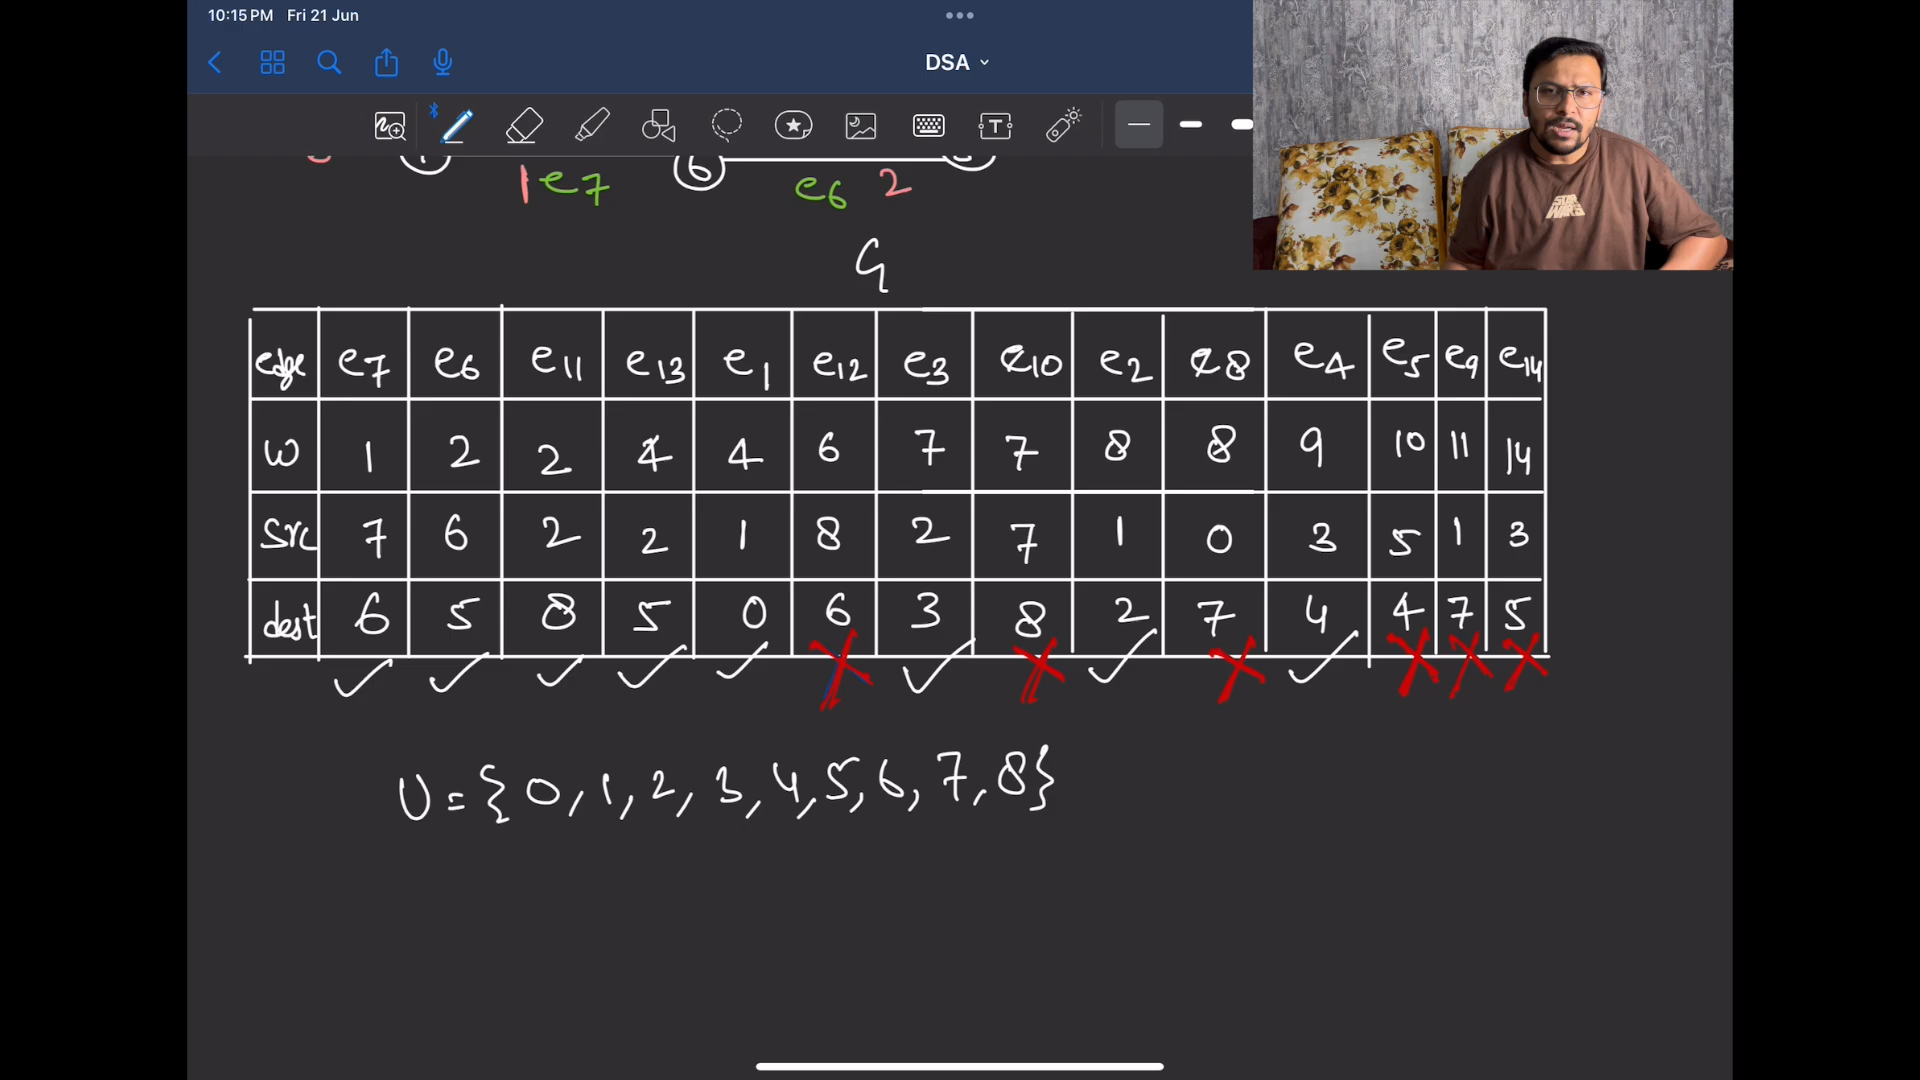 10:15 PM Fri 21 Jun
DSA
6
1 e7 e6 2
G
edge e7 e6 e11 e13 e1 e12 e3 e10 e2 e8 e4 e5 e9 e14
W 1 2 2 4 4 6 7 7 8 8 9 10 11 14
Src 7 6 2 2 1 8 2 7 1 0 3 5 1 3
dest 6 5 8 5 0 6 3 8 2 7 4 4 7 5
U = {0, 1, 2, 3, 4, 5, 6, 7, 8}
STAR WARS